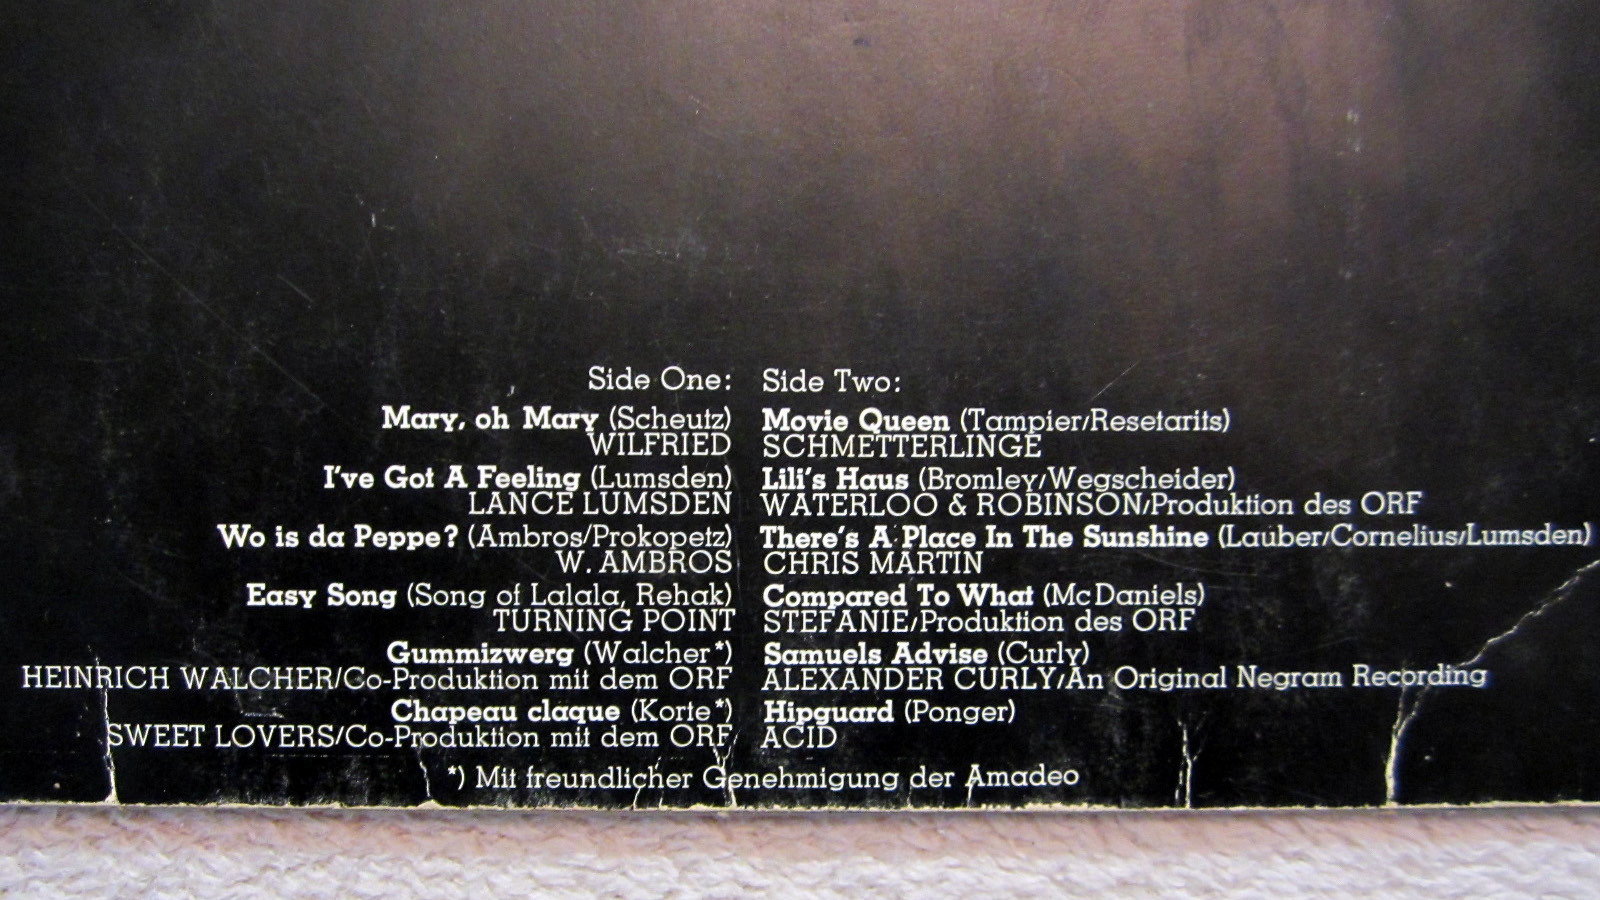 Side One:
Mary, oh Mary (Scheutz)
WILFRIED
I've Got A Feeling (Lumsden)
LANCE LUMSDEN
Wo is da Peppe? (Ambros/Prokopetz)
W. AMBROS
Easy Song (Song of Lalala, Rehak)
TURNING POINT
Gummizwerg (Walcher*)
HEINRICH WALCHER/Co-Produktion mit dem ORF
Chapeau claque (Korte*)
SWEET LOVERS/Co-Produktion mit dem ORF
Side Two:
Movie Queen (Tampier/Resetarits)
SCHMETTERLINGE
Lili's Haus (Bromley/Wegscheider)
WATERLOO & ROBINSON/Produktion des ORF
There's A Place In The Sunshine (Lauber/Cornelius/Lumsden)
CHRIS MARTIN
Compared To What (McDaniels)
STEFANIE/Produktion des ORF
Samuels Advise (Curly)
ALEXANDER CURLY/An Original Negram Recording
Hipguard (Ponger)
ACID
*) Mit freundlicher Genehmigung der Amadeo